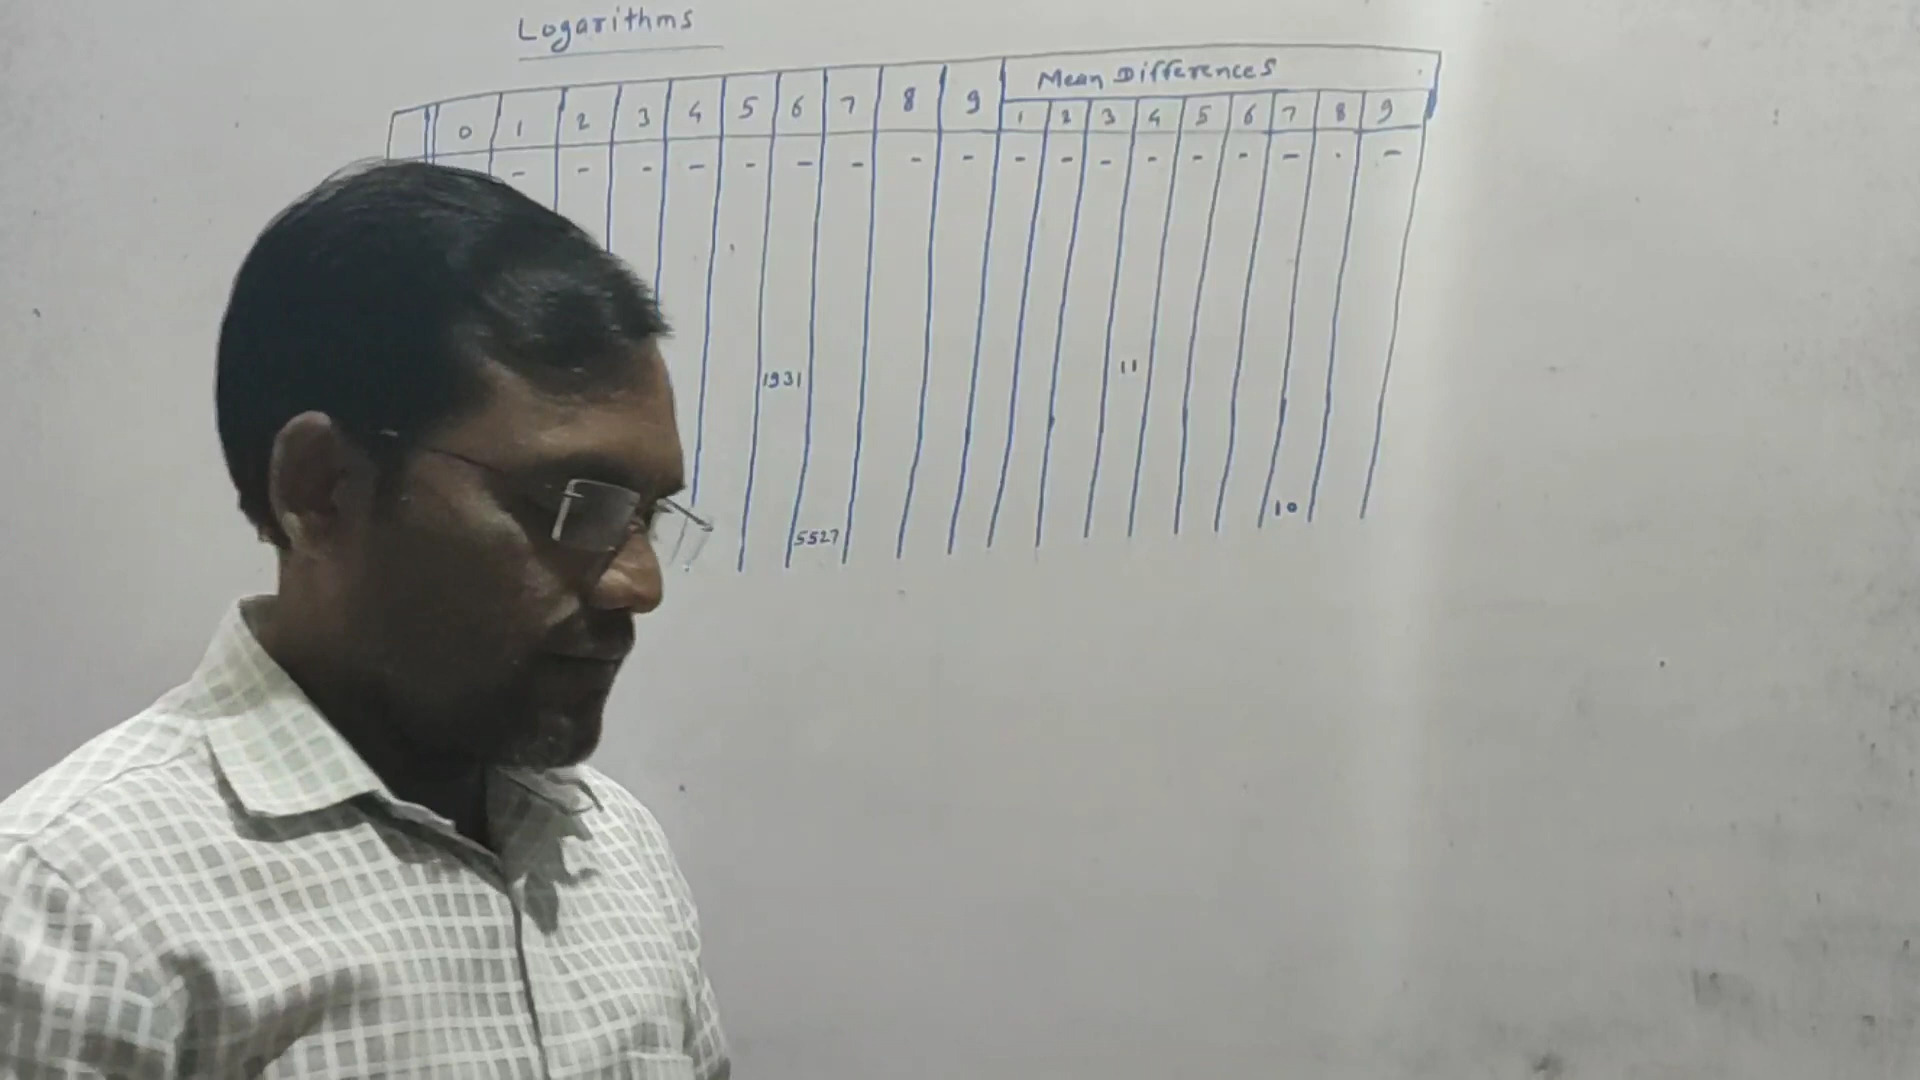 Logarithms
Mean Differences
0 1 2 3 4 5 6 7 8 9 1 2 3 4 5 6 7 8 9
- - - - - - - - - - - - - - - - . -
1931 11
5527 10